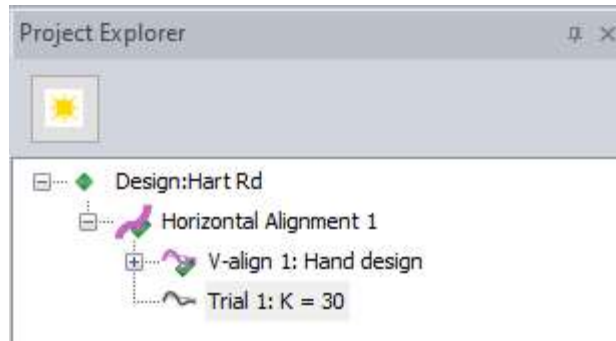 Project Explorer
Design:Hart Rd
Horizontal Alignment 1
V-align 1: Hand design
Trial 1: K = 30